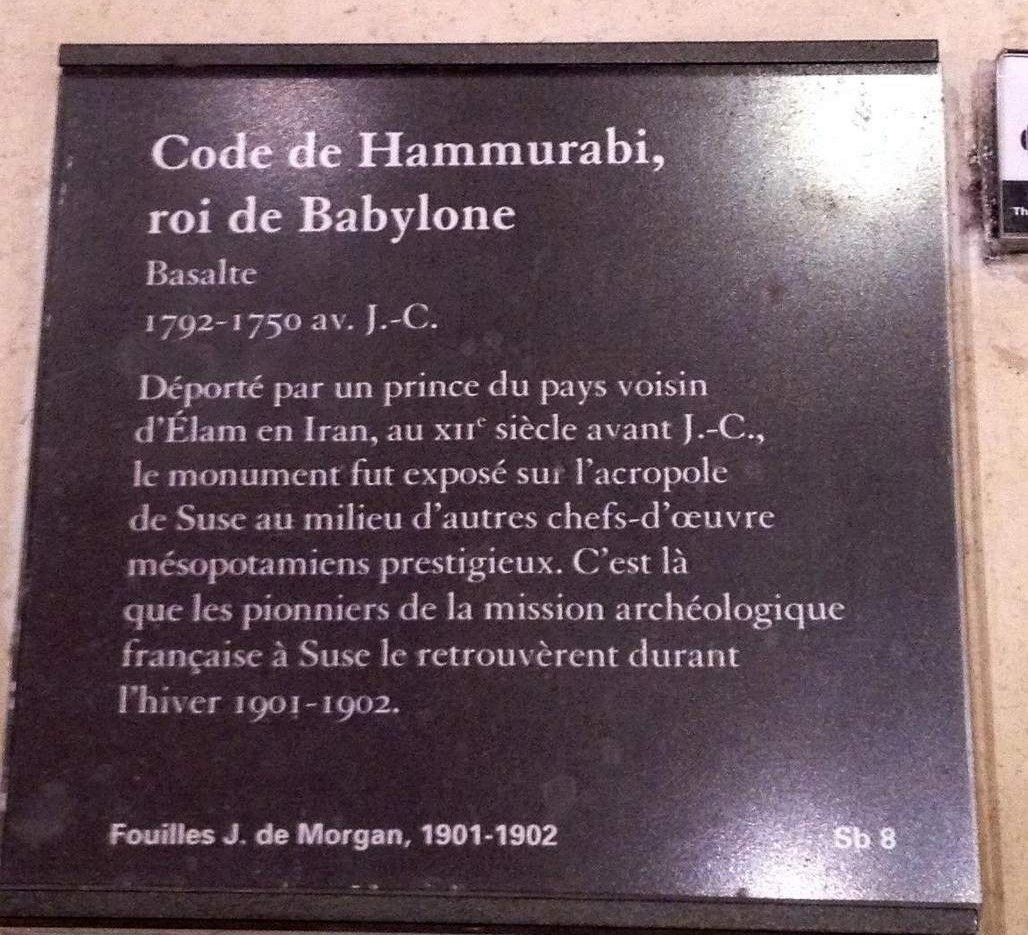 Code de Hammurabi,
roi de Babylone
Basalte
1792-1750 av. J.-C.
Déporté par un prince du pays voisin
d'Élam en Iran, au XIIᵉ siècle avant J.-C.,
le monument fut exposé sur l'acropole
de Suse au milieu d'autres chefs-d'œuvre
mésopotamiens prestigieux. C'est là
que les pionniers de la mission archéologique
française à Suse le retrouvèrent durant
l'hiver 1901-1902.
Fouilles J. de Morgan, 1901-1902
Sb 8